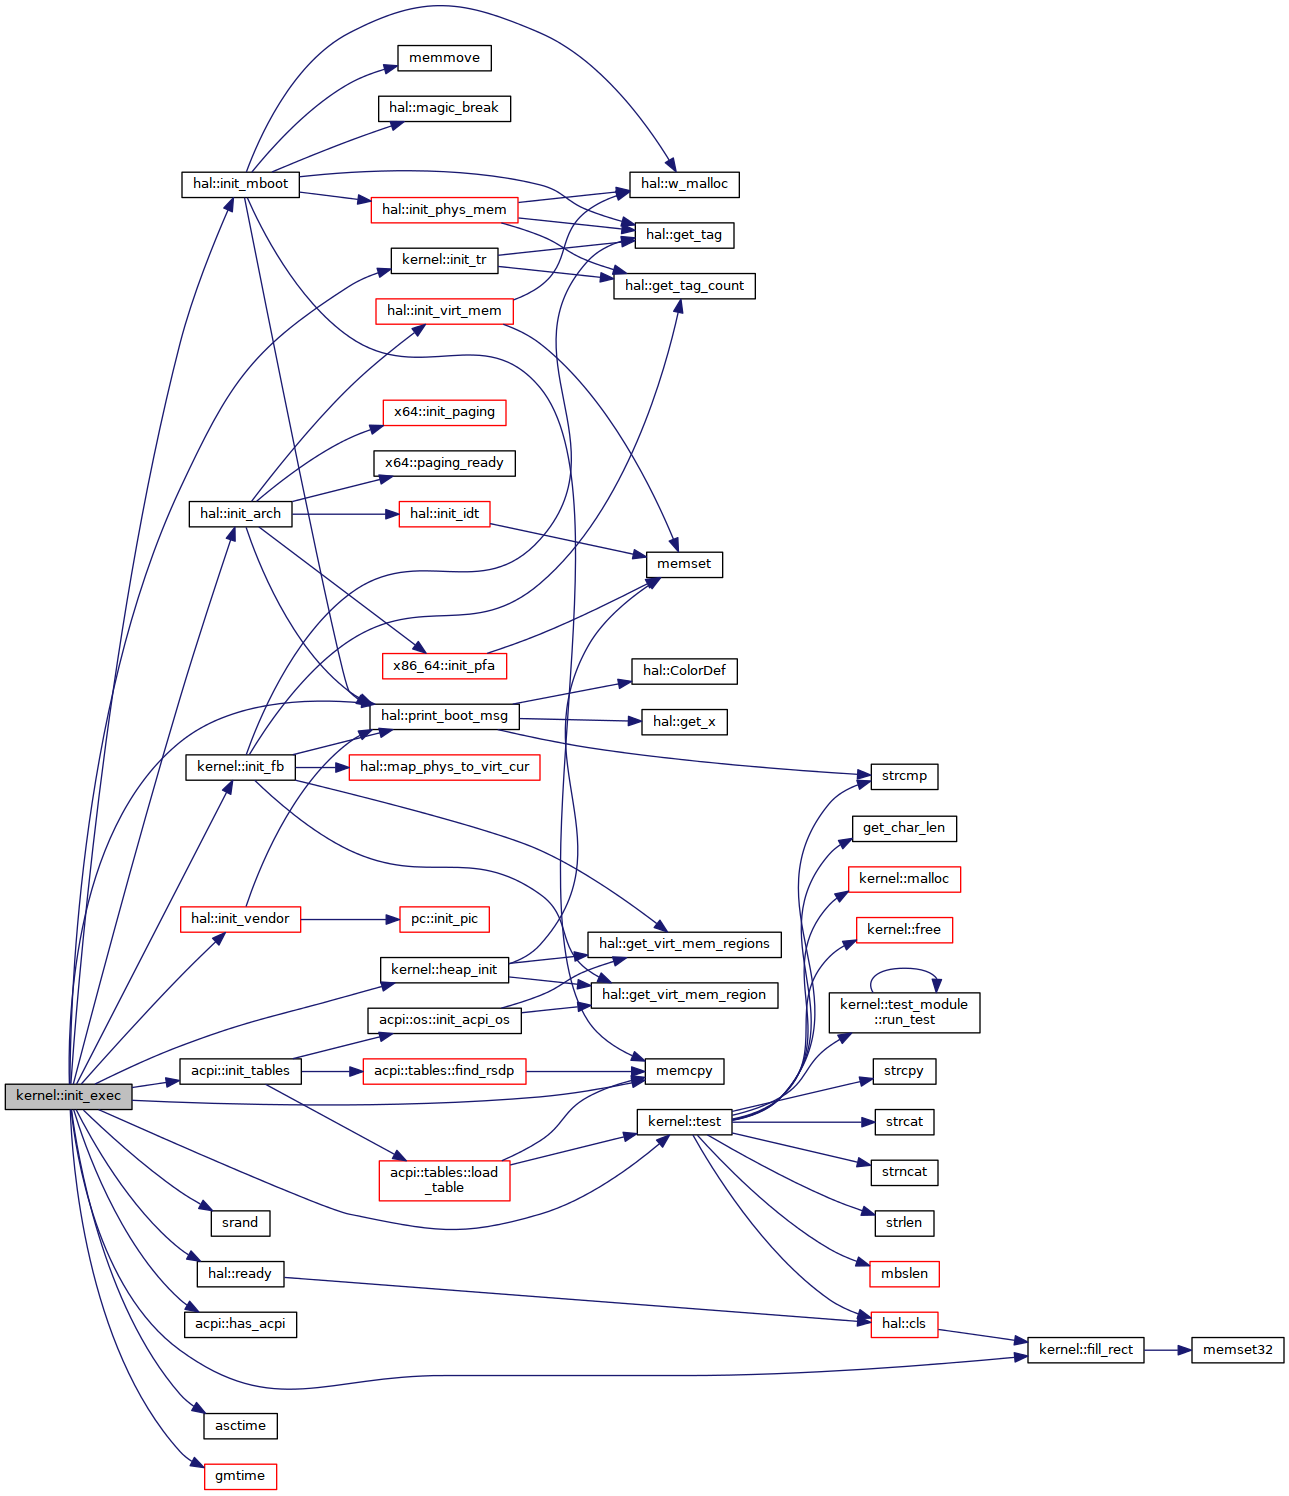 memmove
hal::magic_break
hal::init_mboot
hal::w_malloc
hal::init_phys_mem
hal::get_tag
kernel::init_tr
hal::get_tag_count
hal::init_virt_mem
x64::init_paging
x64::paging_ready
hal::init_arch
hal::init_idt
memset
x86_64::init_pfa
hal::ColorDef
hal::print_boot_msg
hal::get_x
kernel::init_fb
hal::map_phys_to_virt_cur
strcmp
get_char_len
kernel::malloc
hal::init_vendor
pc::init_pic
kernel::free
hal::get_virt_mem_regions
kernel::heap_init
hal::get_virt_mem_region
kernel::test_module
::run_test
acpi::os::init_acpi_os
acpi::init_tables
acpi::tables::find_rsdp
memcpy
strcpy
kernel::init_exec
kernel::test
strcat
acpi::tables::load
_table
strncat
srand
strlen
hal::ready
mbslen
acpi::has_acpi
hal::cls
kernel::fill_rect
memset32
asctime
gmtime